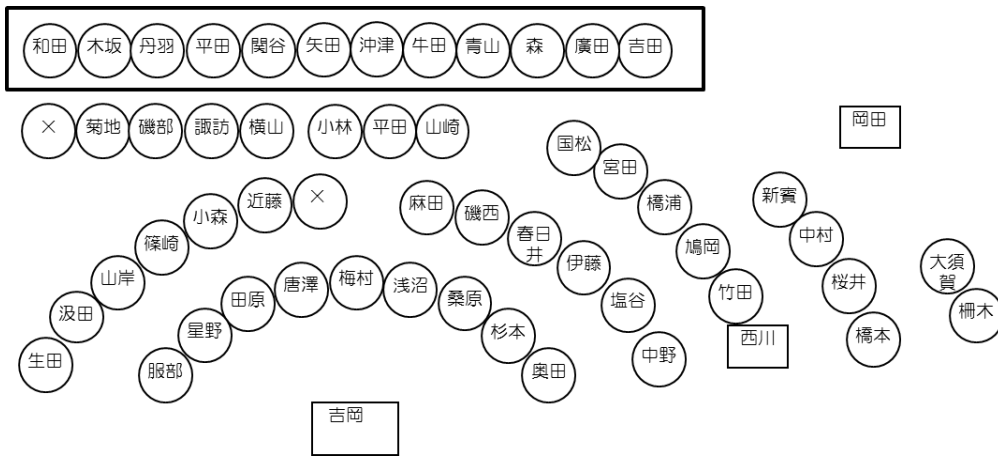 和田 木坂 丹羽 平田 関谷 矢田 沖津 牛田 青山 森 廣田 吉田
× 菊地 磯部 諏訪 横山 小林 平田 山崎
岡田
国松
宮田
橋浦
鳩岡
竹田
西川
新賓
中村
桜井
橋本
大須
賀
柵木
×
近藤
小森
篠崎
山岸
汲田
生田
麻田
磯西
春日
井
伊藤
塩谷
中野
服部
星野
田原
唐澤
梅村
浅沼
桑原
杉本
奥田
吉岡